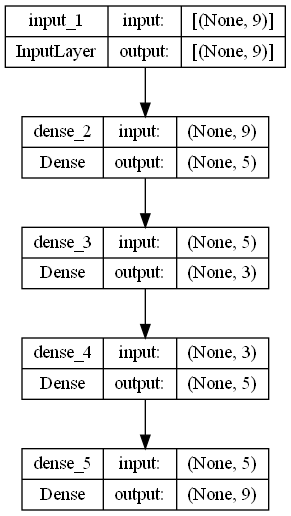 input_1 input: [(None, 9)]
InputLayer output: [(None, 9)]
dense_2 input: (None, 9)
Dense output: (None, 5)
dense_3 input: (None, 5)
Dense output: (None, 3)
dense_4 input: (None, 3)
Dense output: (None, 5)
dense_5 input: (None, 5)
Dense output: (None, 9)